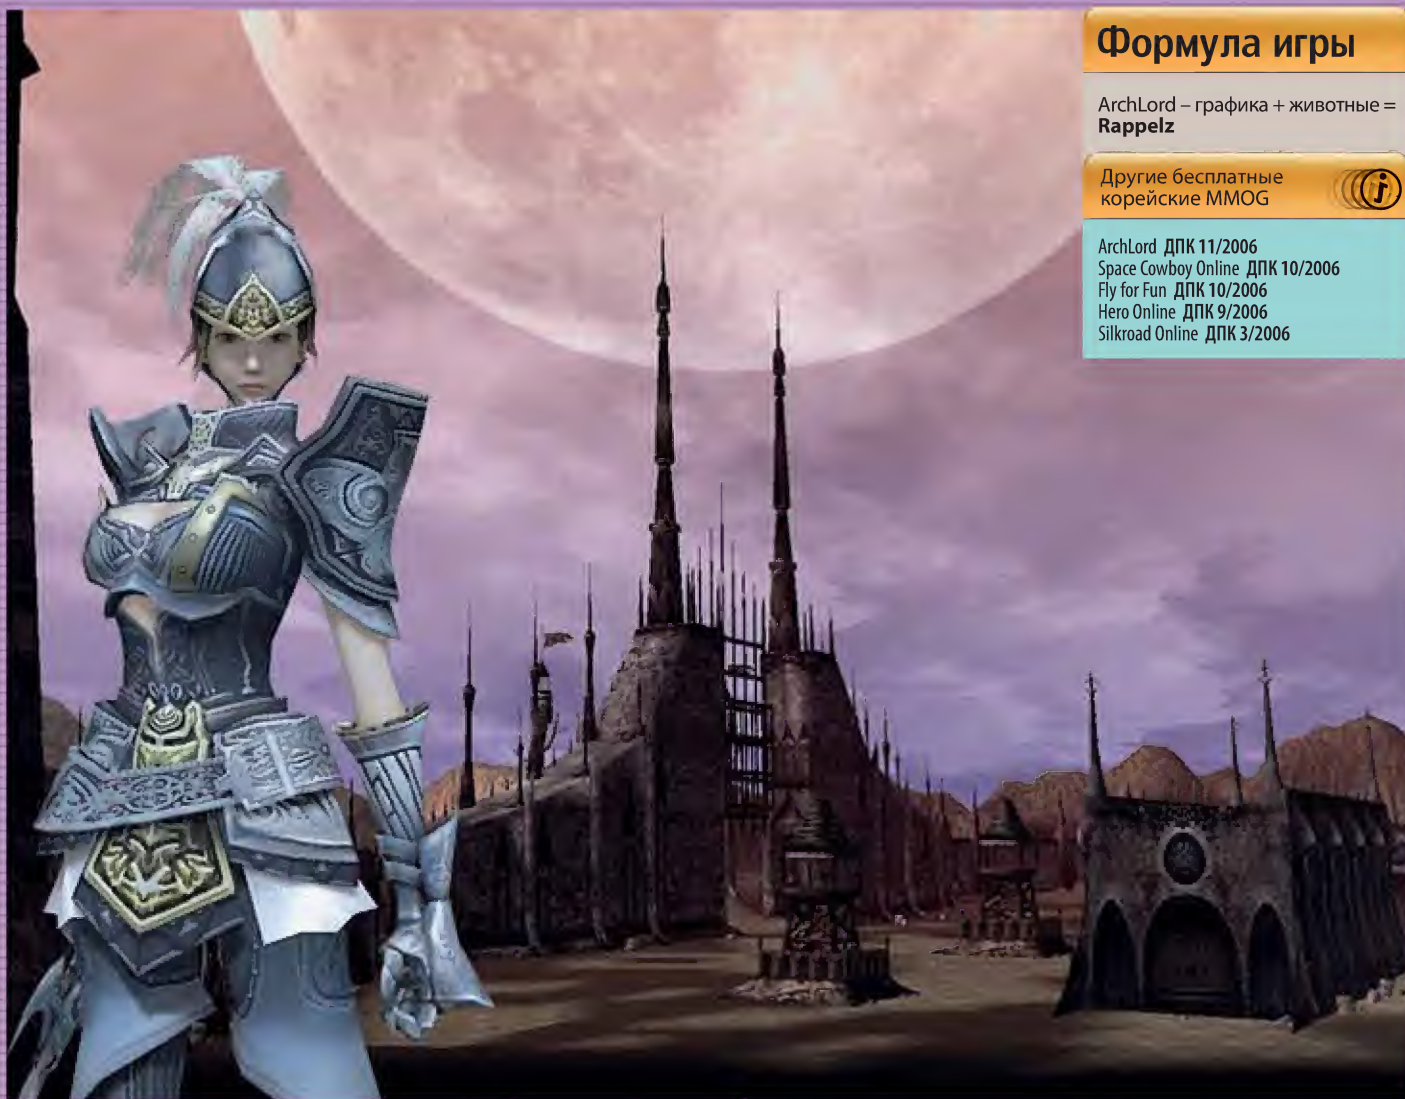 Формула игры
ArchLord – графика + животные =
Rappelz
Другие бесплатные
корейские MMOG
ArchLord ДПК 11/2006
Space Cowboy Online ДПК 10/2006
Fly for Fun ДПК 10/2006
Hero Online ДПК 9/2006
Silkroad Online ДПК 3/2006